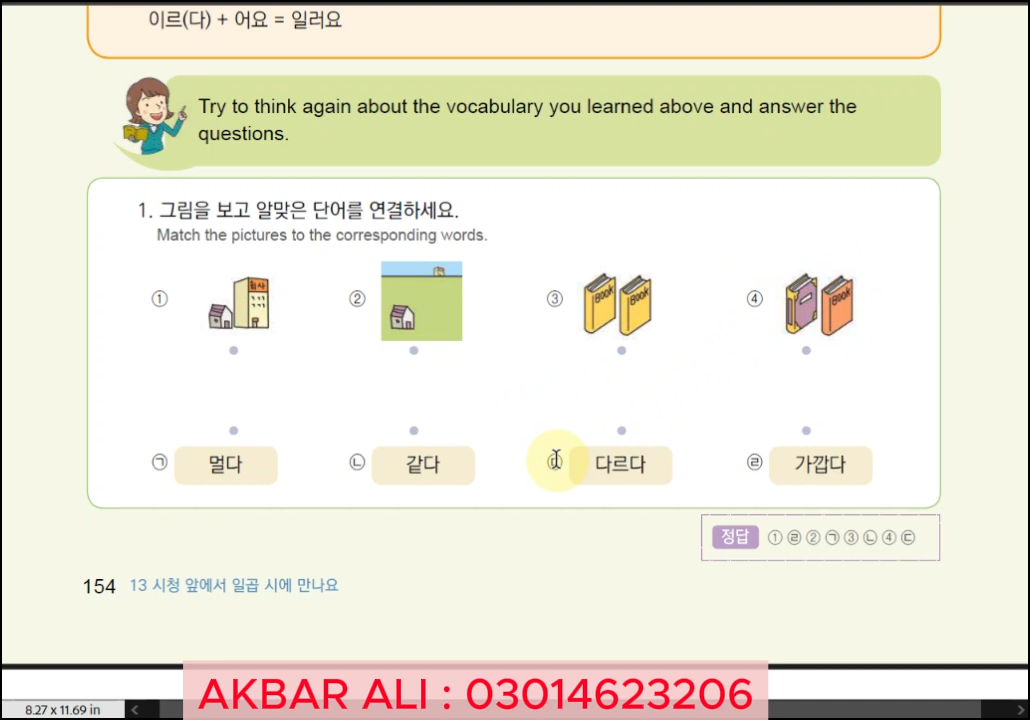 이르(다) + 어요 = 일러요
Try to think again about the vocabulary you learned above and answer the
questions.
1. 그림을 보고 알맞은 단어를 연결하세요.
Match the pictures to the corresponding words.
① ② ③ ④
회사
BOOK BOOK BOOK
㉠ 멀다 ㉡ 같다 ㉢ 다르다 ㉣ 가깝다
정답 ①㉣②㉠③㉡④㉢
154 13 시청 앞에서 일곱 시에 만나요
AKBAR ALI : 03014623206
8.27 x 11.69 in